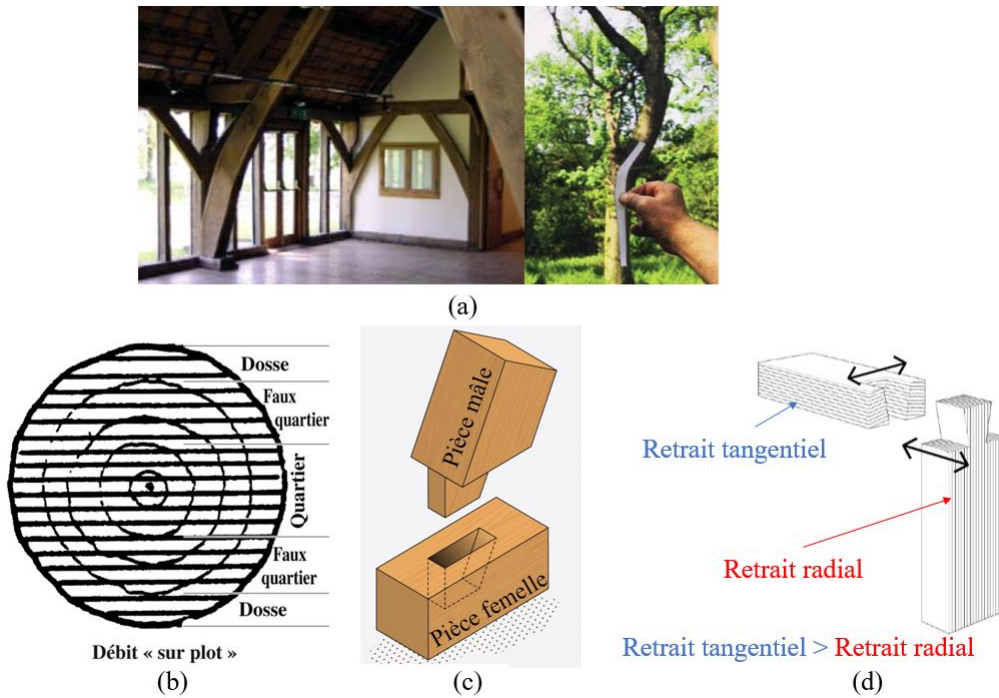 (a)
Dosse
Faux
quartier
Quartier
Faux
quartier
Dosse
Débit « sur plot »
(b)
Pièce mâle
Pièce femelle
(c)
Retrait tangentiel
Retrait radial
Retrait tangentiel > Retrait radial
(d)